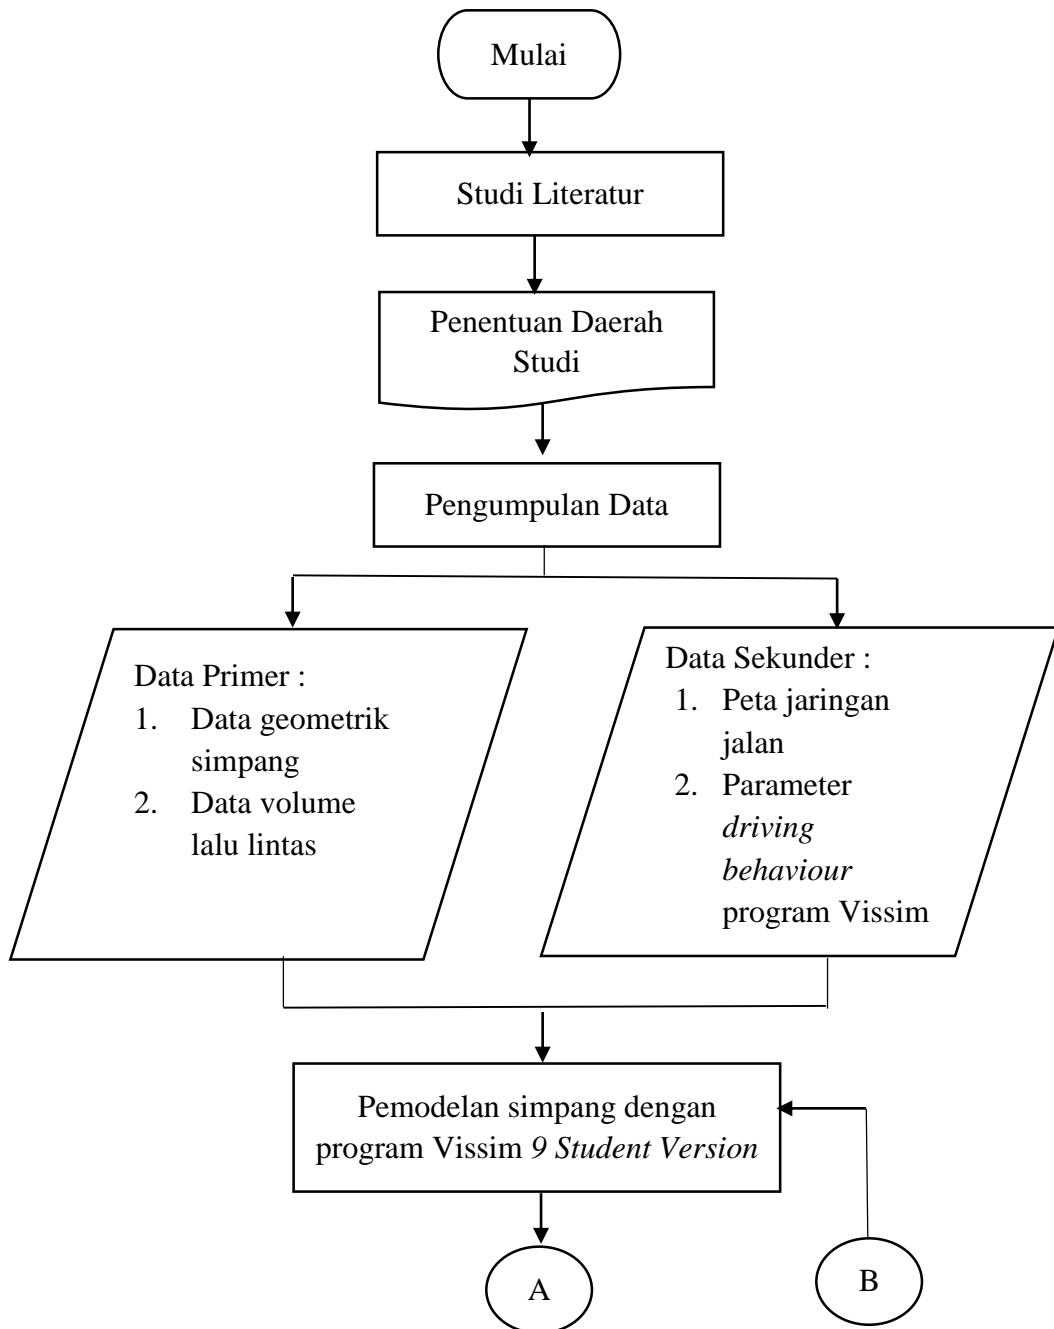 Mulai
Studi Literatur
Penentuan Daerah
Studi
Pengumpulan Data
Data Primer :
1. Data geometrik
simpang
2. Data volume
lalu lintas
Data Sekunder :
1. Peta jaringan
jalan
2. Parameter
driving
behaviour
program Vissim
Pemodelan simpang dengan
program Vissim 9 Student Version
A
B